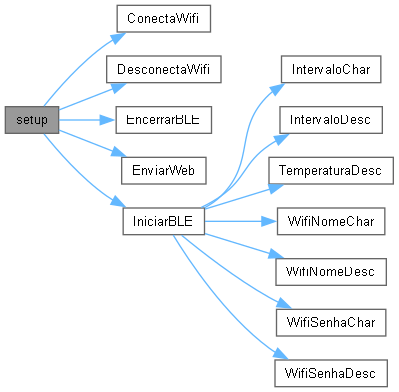 ConectaWifi
DesconectaWifi
setup
EncerrarBLE
EnviarWeb
IniciarBLE
IntervaloChar
IntervaloDesc
TemperaturaDesc
WifiNomeChar
WifiNomeDesc
WifiSenhaChar
WifiSenhaDesc